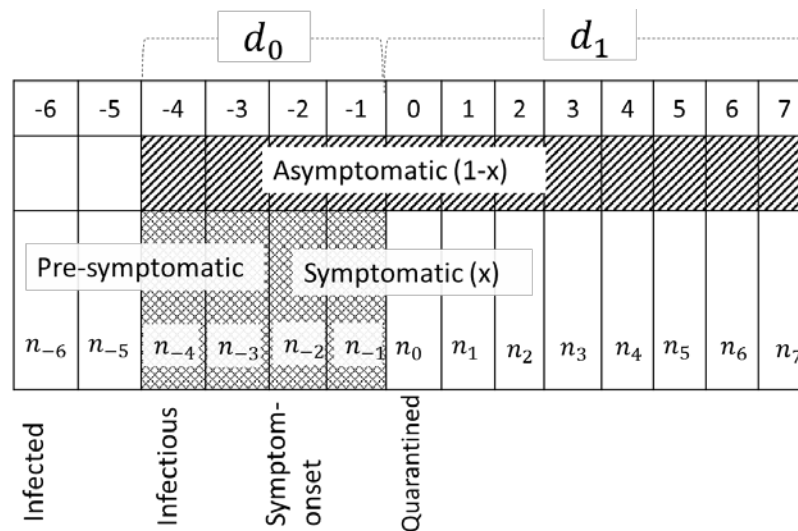 d₀ d₁
-6 -5 -4 -3 -2 -1 0 1 2 3 4 5 6 7
Asymptomatic (1-x)
Pre-symptomatic Symptomatic (x)
n₋₆ n₋₅ n₋₄ n₋₃ n₋₂ n₋₁ n₀ n₁ n₂ n₃ n₄ n₅ n₆ n₇
Infected
Infectious
Symptom-
onset
Quarantined